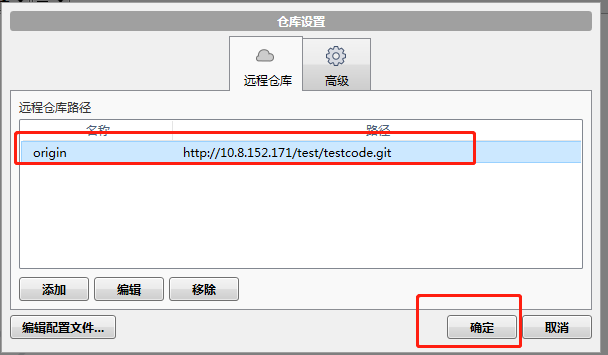 仓库设置
远程仓库
高级
远程仓库路径
名称 路径
origin http://10.8.152.171/test/testcode.git
添加 编辑 移除
编辑配置文件... 确定 取消